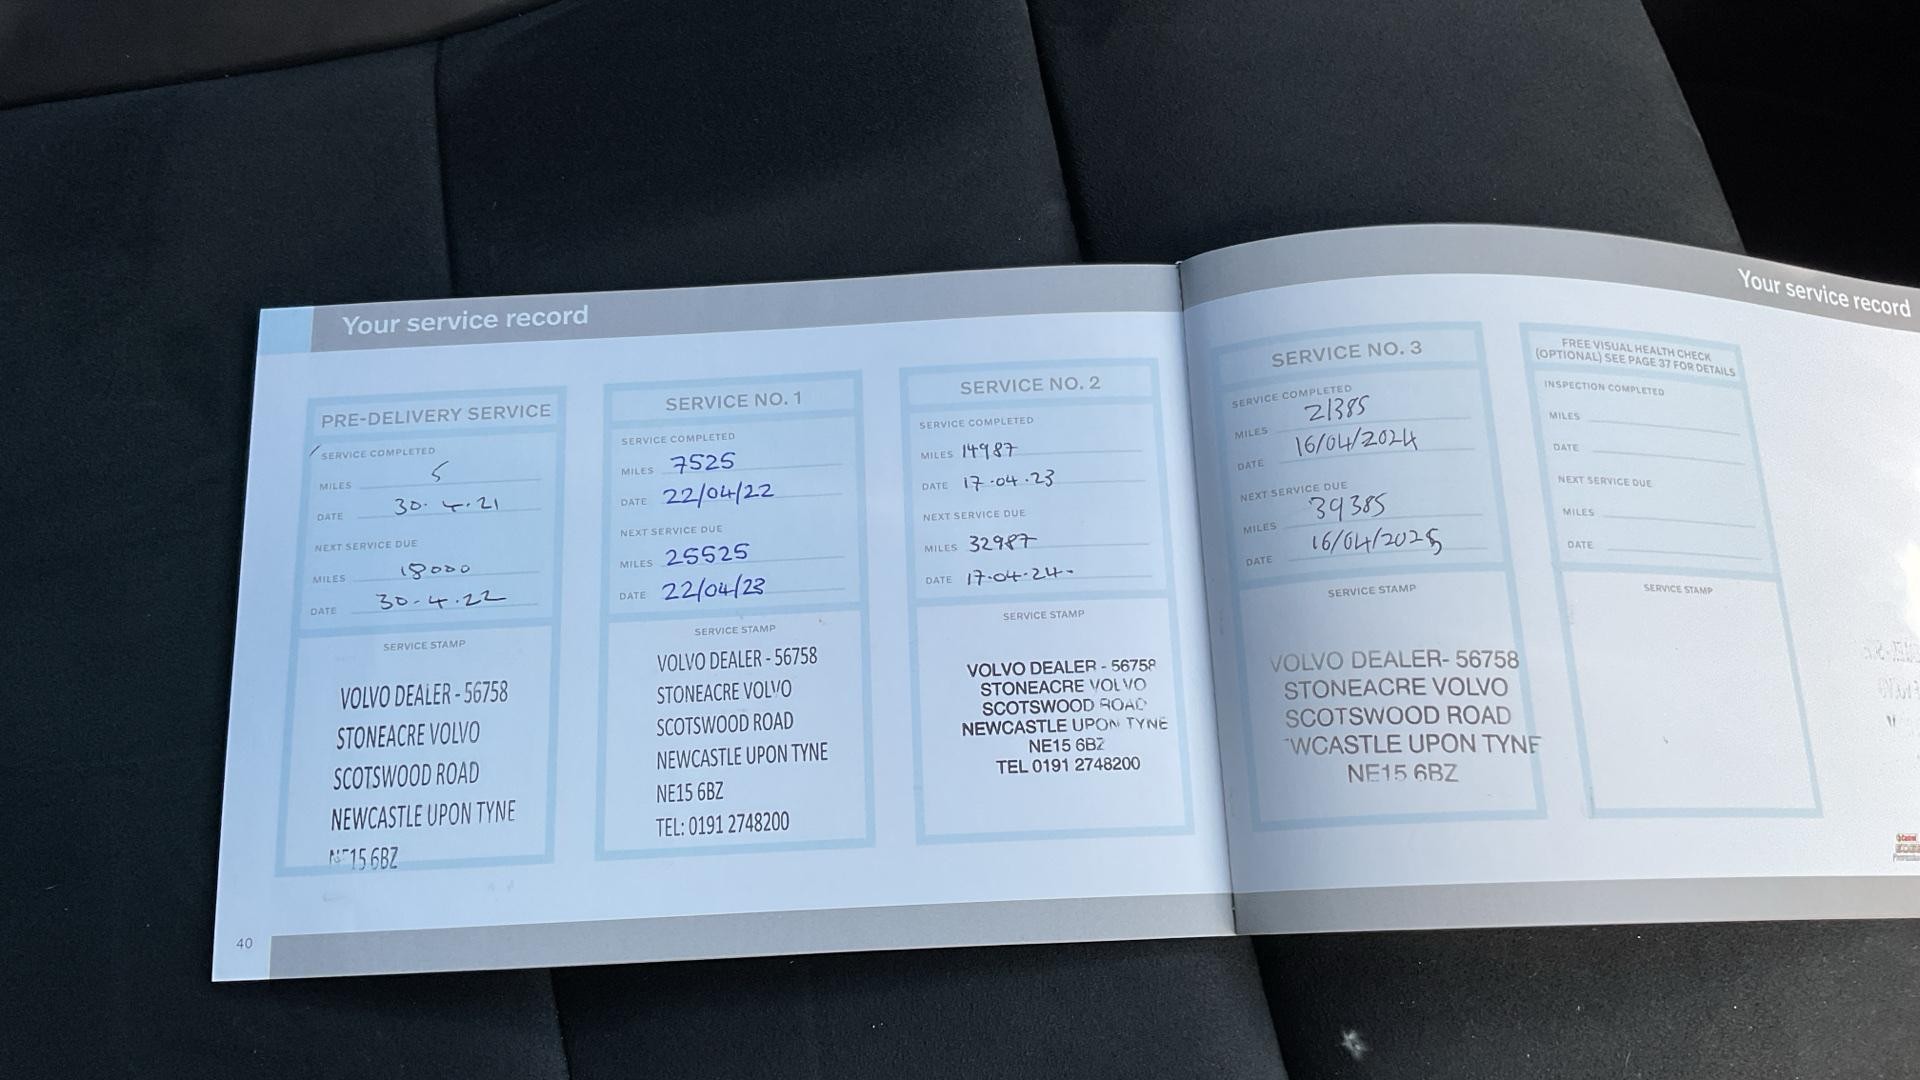 Your service record
PRE-DELIVERY SERVICE
SERVICE COMPLETED
MILES 5
DATE 30.4.21
NEXT SERVICE DUE
MILES 18000
DATE 30.4.22
SERVICE STAMP
VOLVO DEALER - 56758
STONEACRE VOLVO
SCOTSWOOD ROAD
NEWCASTLE UPON TYNE
NE15 6BZ
40
SERVICE NO. 1
SERVICE COMPLETED
MILES 7525
DATE 22/04/22
NEXT SERVICE DUE
MILES 25525
DATE 22/04/23
SERVICE STAMP
VOLVO DEALER - 56758
STONEACRE VOLVO
SCOTSWOOD ROAD
NEWCASTLE UPON TYNE
NE15 6BZ
TEL: 0191 2748200
SERVICE NO. 2
SERVICE COMPLETED
MILES 14987
DATE 17.04.23
NEXT SERVICE DUE
MILES 32987
DATE 17.04.24.
SERVICE STAMP
VOLVO DEALER - 56758
STONEACRE VOLVO
SCOTSWOOD ROAD
NEWCASTLE UPON TYNE
NE15 6BZ
TEL 0191 2748200
Your service record
SERVICE NO. 3
SERVICE COMPLETED
MILES 21385
DATE 16/04/2024
NEXT SERVICE DUE
MILES 39385
DATE 16/04/2025
SERVICE STAMP
VOLVO DEALER- 56758
STONEACRE VOLVO
SCOTSWOOD ROAD
WCASTLE UPON TYNE
NE15 6BZ
FREE VISUAL HEALTH CHECK
(OPTIONAL) SEE PAGE 37 FOR DETAILS
INSPECTION COMPLETED
MILES
DATE
NEXT SERVICE DUE
MILES
DATE
SERVICE STAMP
Castrol
EDGE